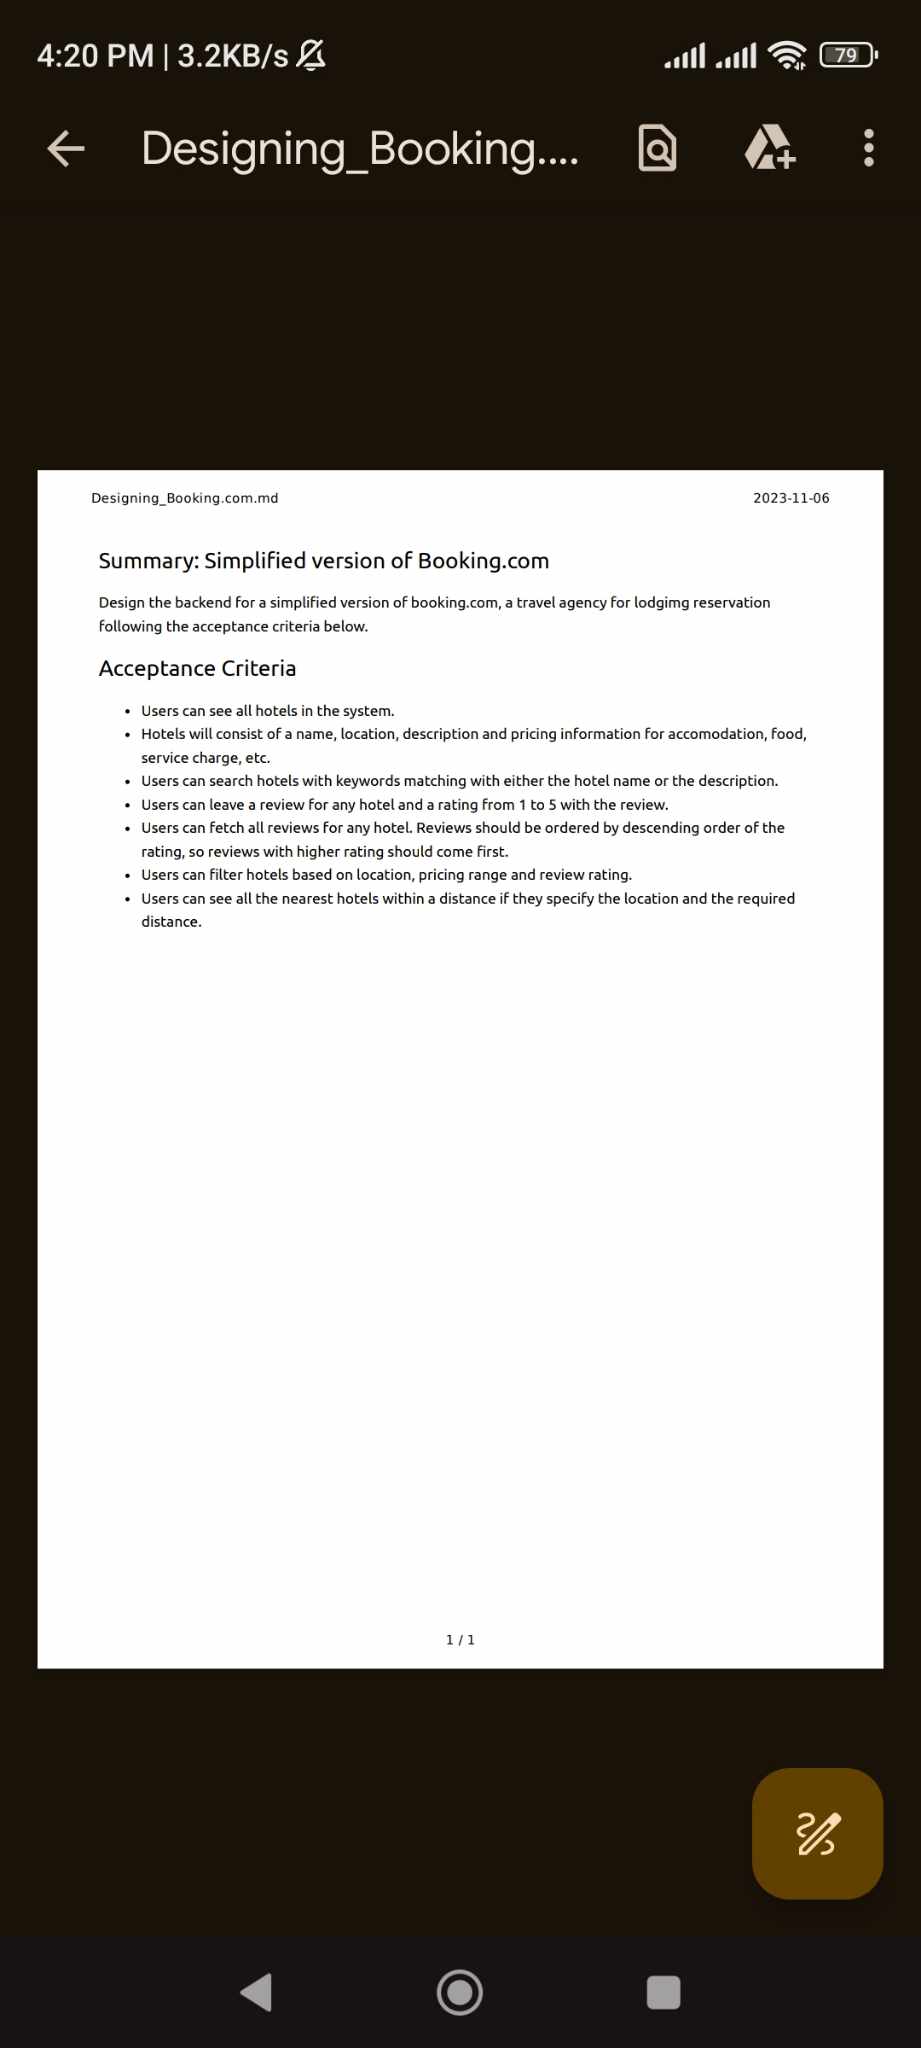 4:20 PM | 3.2KB/s
79
Designing_Booking....
Designing_Booking.com.md
2023-11-06
Summary: Simplified version of Booking.com
Design the backend for a simplified version of booking.com, a travel agency for lodgimg reservation
following the acceptance criteria below.
Acceptance Criteria
• Users can see all hotels in the system.
• Hotels will consist of a name, location, description and pricing information for accomodation, food,
service charge, etc.
• Users can search hotels with keywords matching with either the hotel name or the description.
• Users can leave a review for any hotel and a rating from 1 to 5 with the review.
• Users can fetch all reviews for any hotel. Reviews should be ordered by descending order of the
rating, so reviews with higher rating should come first.
• Users can filter hotels based on location, pricing range and review rating.
• Users can see all the nearest hotels within a distance if they specify the location and the required
distance.
1 / 1